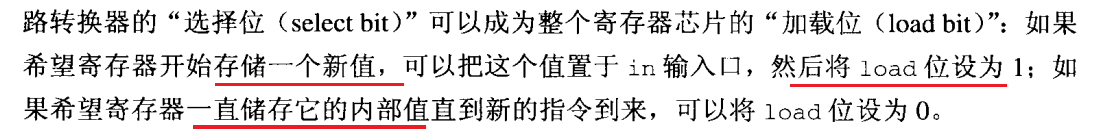 路转换器的“选择位（select bit）”可以成为整个寄存器芯片的“加载位（load bit）”：如果
希望寄存器开始存储一个新值，可以把这个值置于 in 输入口，然后将 load 位设为 1；如
果希望寄存器一直储存它的内部值直到新的指令到来，可以将 load 位设为 0。